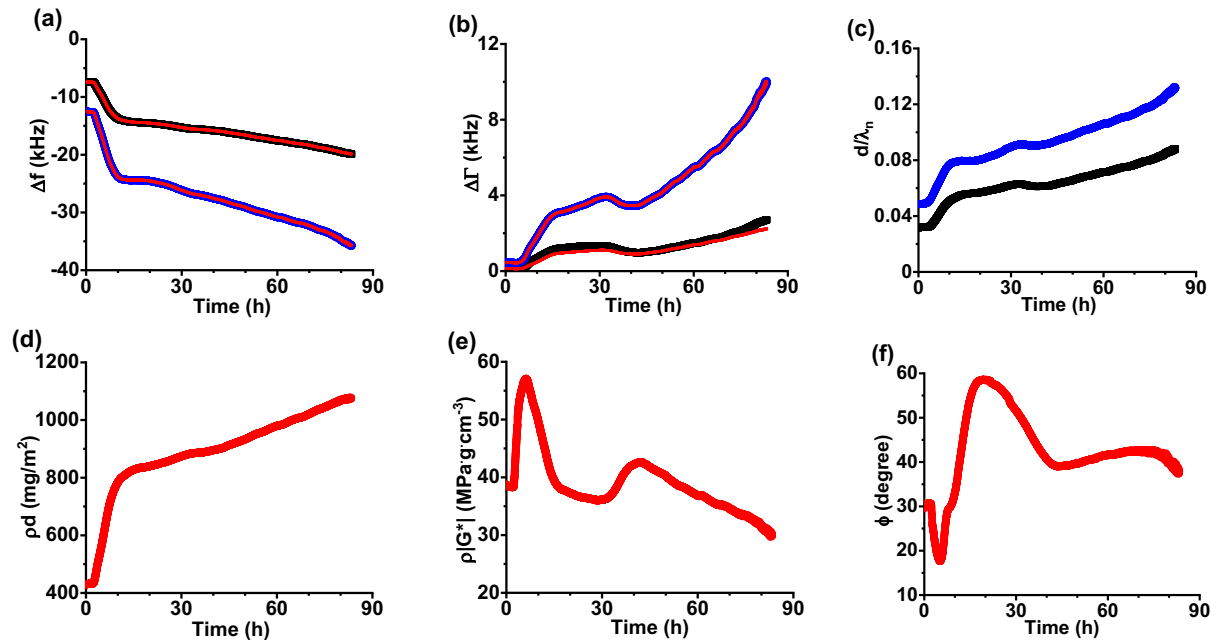 (a)
0
-10
-20
-30
-40
Δf (kHz)
0 30 60 90
Time (h)
(b)
12
8
4
0
ΔΓ (kHz)
0 30 60 90
Time (h)
(c)
0.16
0.12
0.08
0.04
0
d/λn
0 30 60 90
Time (h)
(d)
1200
1000
800
600
400
ρd (mg/m²)
0 30 60 90
Time (h)
(e)
60
50
40
30
20
ρ|G*| (MPa·g·cm⁻³)
0 30 60 90
Time (h)
(f)
60
50
40
30
20
10
ϕ (degree)
0 30 60 90
Time (h)